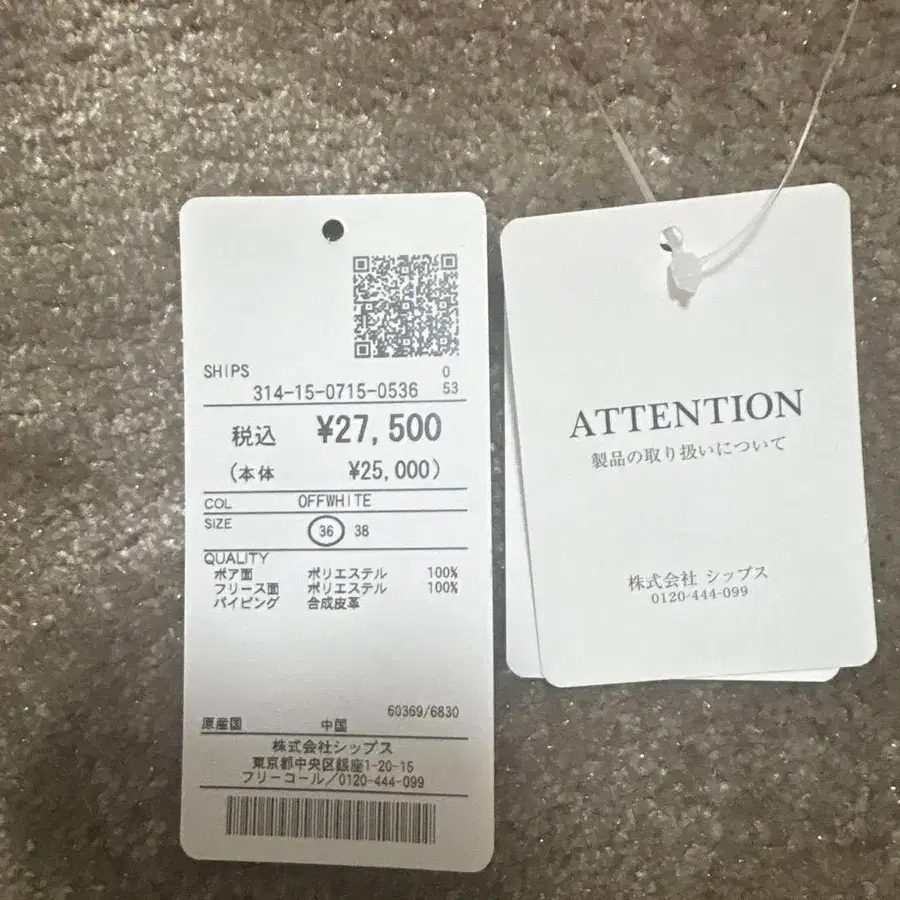 SHIPS 0
314-15-0715-0536 53
税込 ¥27,500
(本体 ¥25,000)
COL OFFWHITE
SIZE 36 38
QUALITY
ボア面 ポリエステル 100%
フリース面 ポリエステル 100%
パイピング 合成皮革
60369/6830
原産国 中国
株式会社シップス
東京都中央区銀座1-20-15
フリーコール/0120-444-099
ATTENTION
製品の取り扱いについて
株式会社 シップス
0120-444-099